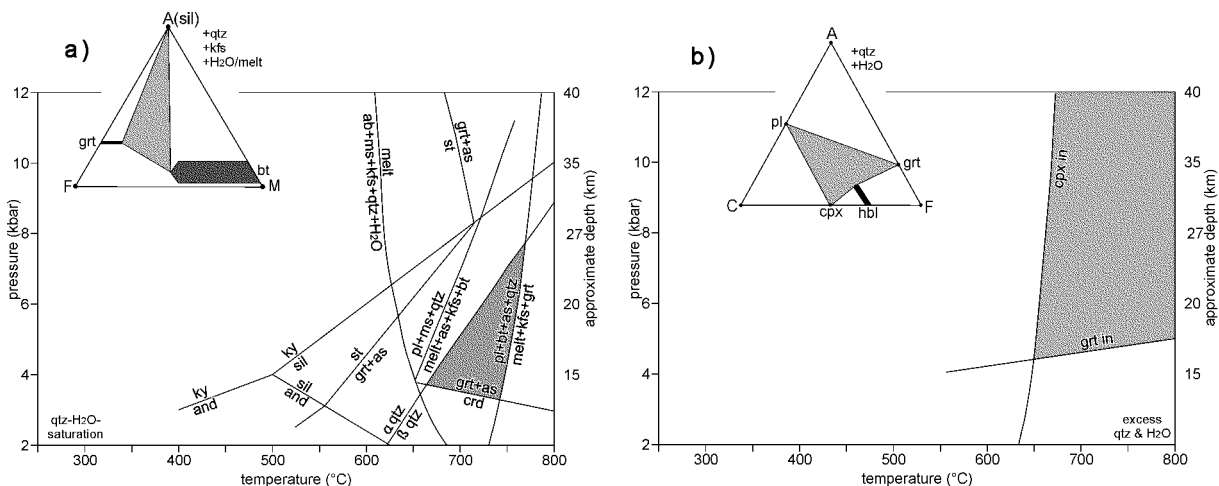 a)
A(sil)
+qtz
+kfs
+H2O/melt
grt
bt
F
M
12
10
8
6
4
2
pressure (kbar)
300
400
500
600
700
800
temperature (°C)
40
35
27
20
15
10
approximate depth (km)
melt
ab+ms+kfs+qtz+H2O
grt+as
st
ky
sil
st
grt+as
ky
and
sil
and
pl+ms+qtz
melt+as+kfs+bt
pl+bt+as+qtz
melt+kfs+grt
grt+as
crd
α qtz
ß qtz
qtz-H2O-
saturation
b)
A
+qtz
+H2O
pl
grt
C
cpx
hbl
F
12
10
8
6
4
2
pressure (kbar)
300
400
500
600
700
800
temperature (°C)
40
35
27
20
15
10
approximate depth (km)
cpx in
grt in
excess
qtz & H2O